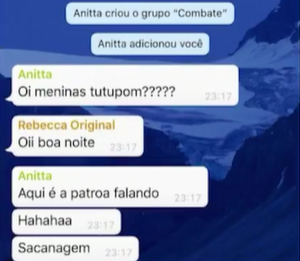 Anitta criou o grupo “Combate”
Anitta adicionou você
Anitta
Oi meninas tutupom?????
23:17
Rebecca Original
Oii boa noite
23:17
Anitta
Aqui é a patroa falando
23:17
Hahahaa
23:17
Sacanagem
23:17